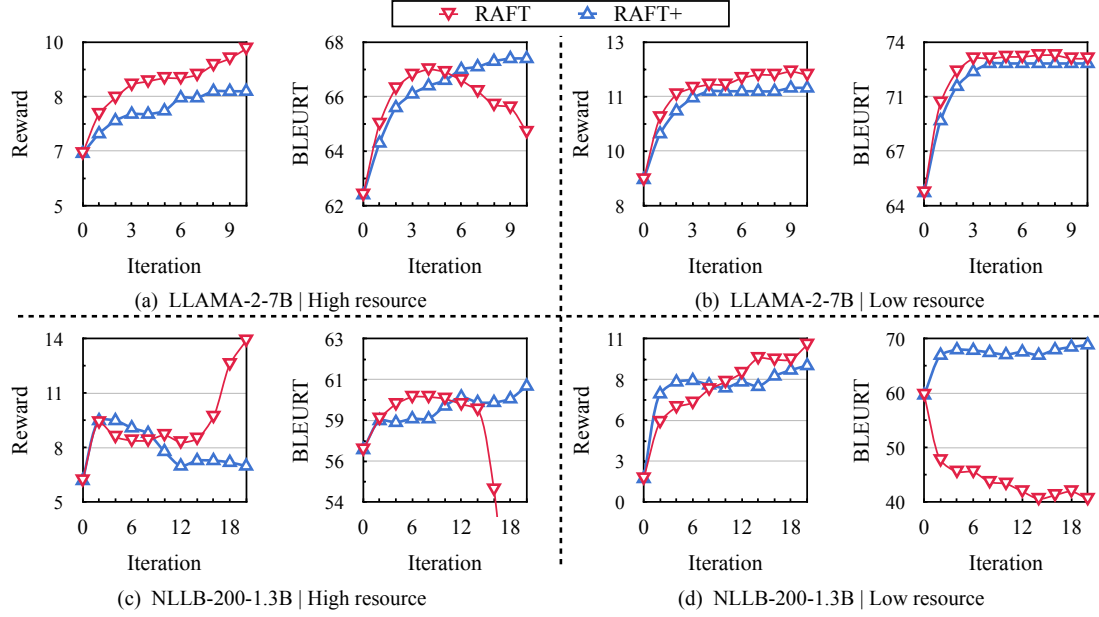 RAFT RAFT+
10
8
7
5
Reward
0 3 6 9
Iteration
68
66
64
62
BLEURT
0 3 6 9
Iteration
(a) LLAMA-2-7B | High resource
13
11
10
8
Reward
0 3 6 9
Iteration
74
71
67
64
BLEURT
0 3 6 9
Iteration
(b) LLAMA-2-7B | Low resource
14
11
8
5
Reward
0 6 12 18
Iteration
63
61
59
56
54
BLEURT
0 6 12 18
Iteration
(c) NLLB-200-1.3B | High resource
11
8
6
3
0
Reward
0 6 12 18
Iteration
70
60
50
40
BLEURT
0 6 12 18
Iteration
(d) NLLB-200-1.3B | Low resource